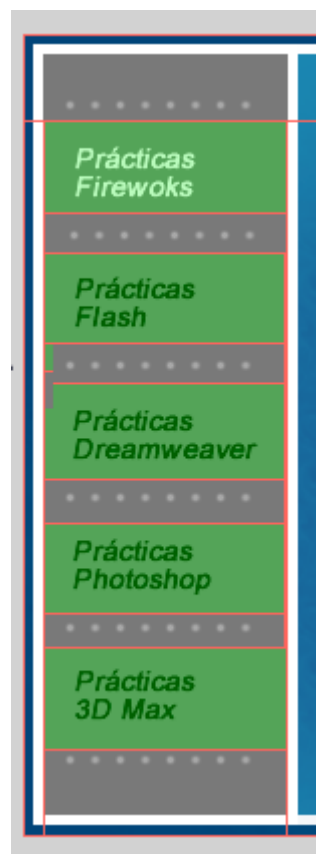 Prácticas
Firewoks
Prácticas
Flash
Prácticas
Dreamweaver
Prácticas
Photoshop
Prácticas
3D Max